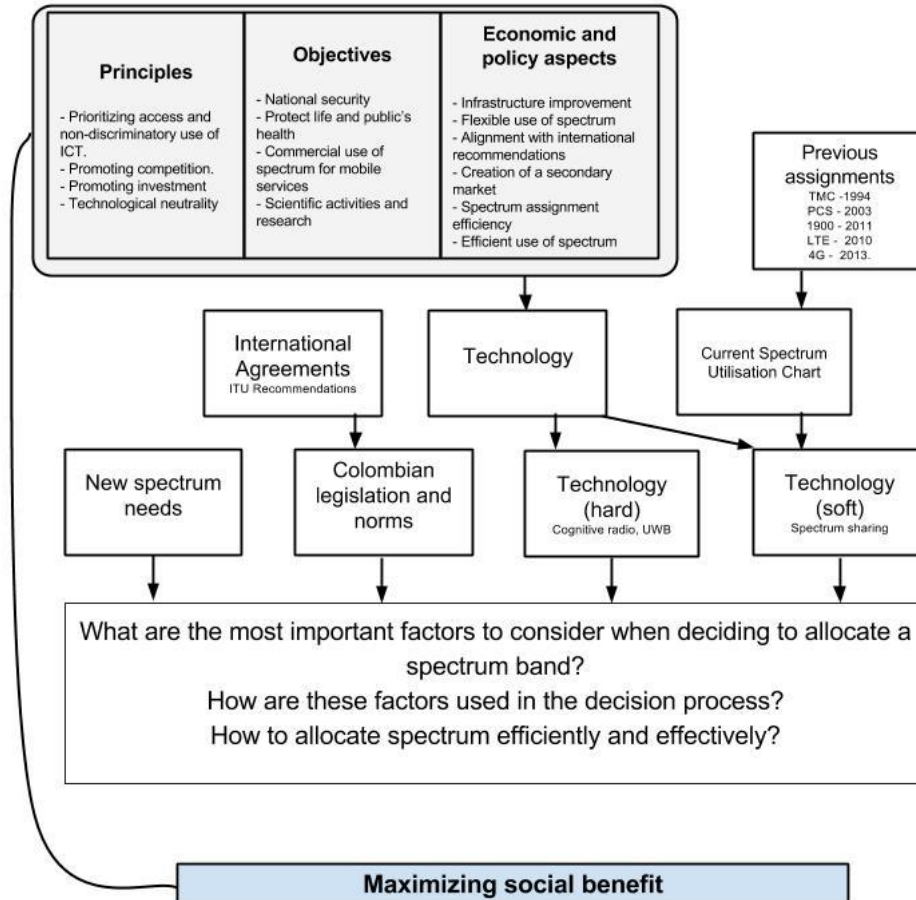 Principles
- Prioritizing access and
non-discriminatory use of
ICT.
- Promoting competition.
- Promoting investment
- Technological neutrality
Objectives
- National security
- Protect life and public's
health
- Commercial use of
spectrum for mobile
services
- Scientific activities and
research
Economic and
policy aspects
- Infrastructure improvement
- Flexible use of spectrum
- Alignment with international
recommendations
- Creation of a secondary
market
- Spectrum assignment
efficiency
- Efficient use of spectrum
Previous
assignments
TMC -1994
PCS - 2003
1900 - 2011
LTE - 2010
4G - 2013.
International
Agreements
ITU Recommendations
Technology
Current Spectrum
Utilisation Chart
New spectrum
needs
Colombian
legislation and
norms
Technology
(hard)
Cognitive radio, UWB
Technology
(soft)
Spectrum sharing
What are the most important factors to consider when deciding to allocate a
spectrum band?
How are these factors used in the decision process?
How to allocate spectrum efficiently and effectively?
Maximizing social benefit